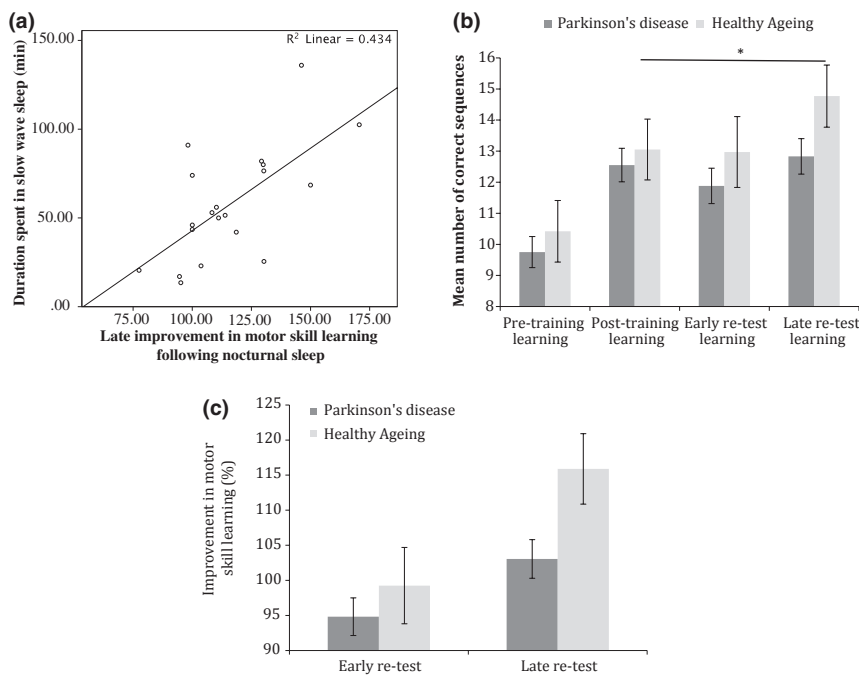 (a)
R² Linear = 0.434
Duration spent in slow wave sleep (min)
150.00
100.00
50.00
.00
75.00 100.00 125.00 150.00 175.00
Late improvement in motor skill learning
following nocturnal sleep
(b)
Parkinson's disease Healthy Ageing
*
Mean number of correct sequences
16
15
14
13
12
11
10
9
8
Pre-training Post-training Early re-test Late re-test
learning learning learning learning
(c)
Parkinson's disease
Healthy Ageing
Improvement in motor
skill learning (%)
125
120
115
110
105
100
95
90
Early re-test Late re-test